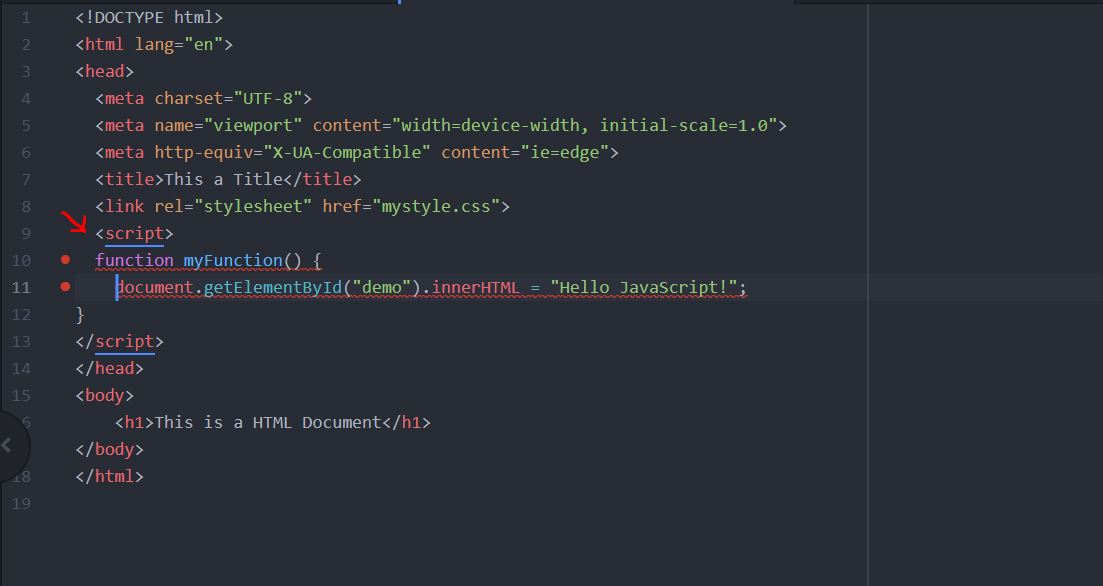 1 <!DOCTYPE html>
2 <html lang="en">
3 <head>
4 <meta charset="UTF-8">
5 <meta name="viewport" content="width=device-width, initial-scale=1.0">
6 <meta http-equiv="X-UA-Compatible" content="ie=edge">
7 <title>This a Title</title>
8 <link rel="stylesheet" href="mystyle.css">
9 <script>
10 function myFunction() {
11 document.getElementById("demo").innerHTML = "Hello JavaScript!";
12 }
13 </script>
14 </head>
15 <body>
6 <h1>This is a HTML Document</h1>
</body>
18 </html>
19